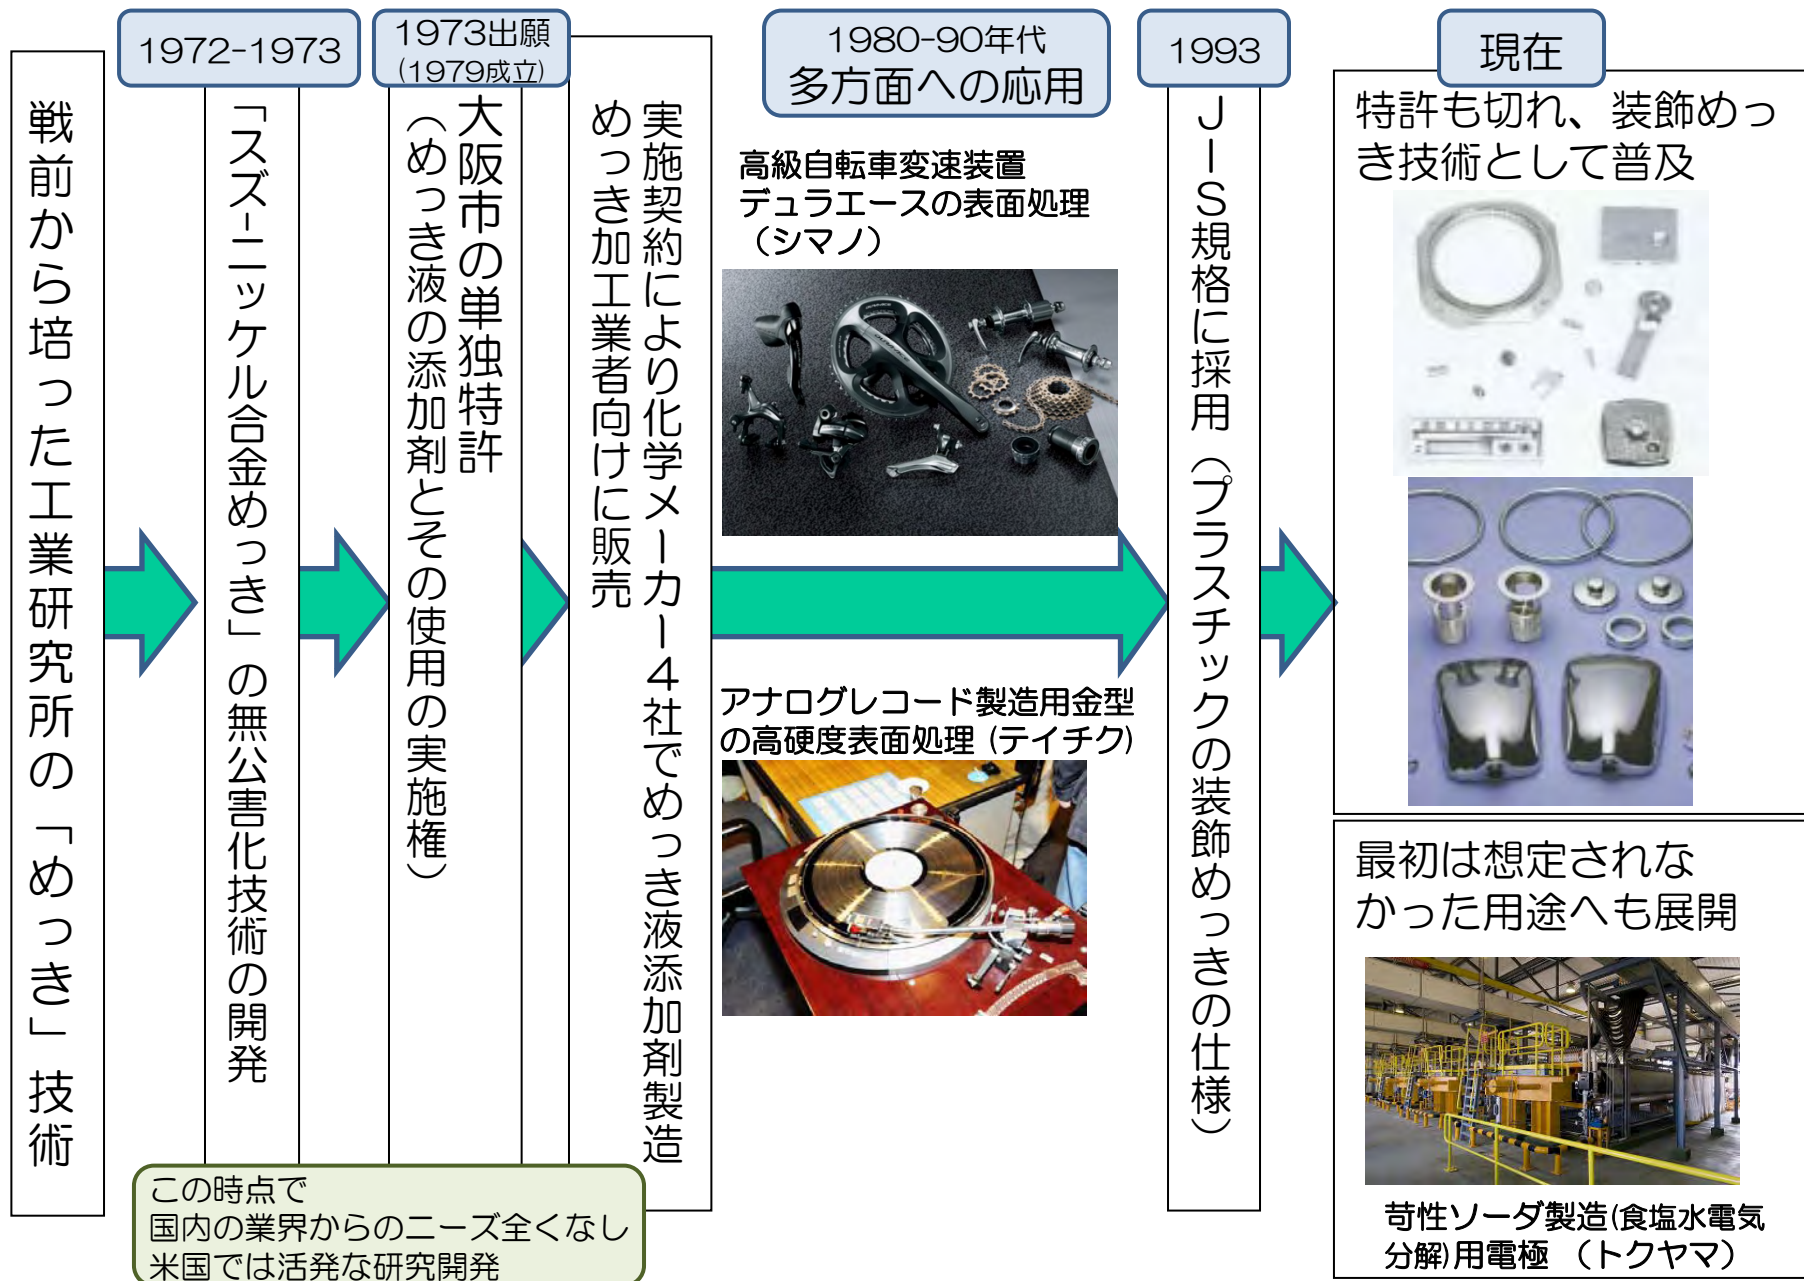 戦前から培った工業研究所の「めっき」技術
1972-1973
「スズ-ニッケル合金めっき」の無公害化技術の開発
1973出願
(1979成立)
大阪市の単独特許
（めっき液の添加剤とその使用の実施権）
実施契約により化学メーカー4社でめっき液添加剤製造
めっき加工業者向けに販売
この時点で
国内の業界からのニーズ全くなし
米国では活発な研究開発
1980-90年代
多方面への応用
高級自転車変速装置
デュラエースの表面処理
（シマノ）
アナログレコード製造用金型
の高硬度表面処理 (テイチク)
1993
JIS規格に採用（プラスチックの装飾めっきの仕様）
現在
特許も切れ、装飾めっ
き技術として普及
最初は想定されな
かった用途へも展開
苛性ソーダ製造(食塩水電気
分解)用電極 （トクヤマ）